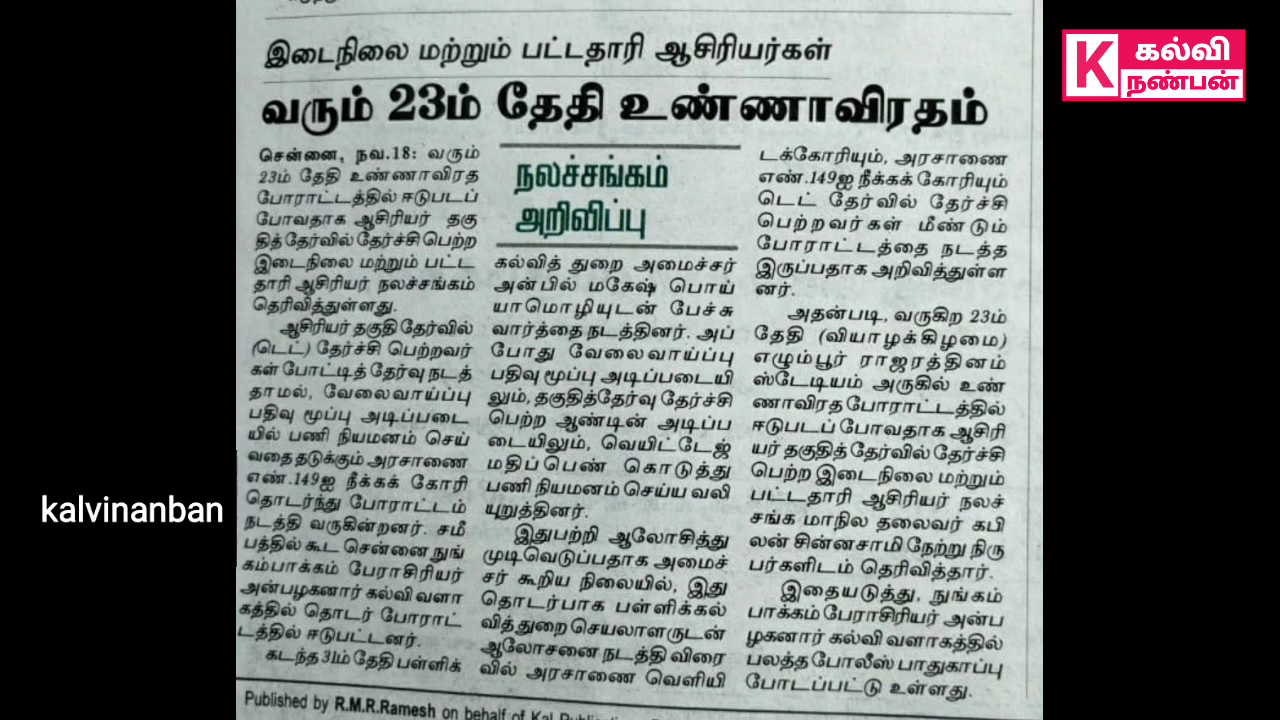 இடைநிலை மற்றும் பட்டதாரி ஆசிரியர்கள்
வரும் 23ம் தேதி உண்ணாவிரதம்
சென்னை, நவ.18: வரும்
23ம் தேதி உண்ணாவிரத
போராட்டத்தில் ஈடுபடப்
போவதாக ஆசிரியர் தகு
தித்தேர்வில் தேர்ச்சி பெற்ற
இடைநிலை மற்றும் பட்ட
தாரி ஆசிரியர் நலச்சங்கம்
தெரிவித்துள்ளது.
ஆசிரியர் தகுதி தேர்வில்
(டெட்) தேர்ச்சி பெற்றவர்
கள் போட்டித் தேர்வு நடத்
தாமல், வேலைவாய்ப்பு
பதிவு மூப்பு அடிப்படை
யில் பணி நியமனம் செய்
வதை தடுக்கும் அரசாணை
எண்.149ஐ நீக்கக் கோரி
தொடர்ந்து போராட்டம்
நடத்தி வருகின்றனர். சமீ
பத்தில் கூட சென்னை நுங்
கம்பாக்கம் பேராசிரியர்
அன்பழகனார் கல்வி வளா
கத்தில் தொடர் போராட்
டத்தில் ஈடுபட்டனர்.
கடந்த 31ம் தேதி பள்ளிக்
நலச்சங்கம்
அறிவிப்பு
கல்வித் துறை அமைச்சர்
அன்பில் மகேஷ் பொய்
யாமொழியுடன் பேச்சு
வார்த்தை நடத்தினர். அப்
போது வேலைவாய்ப்பு
பதிவு மூப்பு அடிப்படையி
லும், தகுதித்தேர்வு தேர்ச்சி
பெற்ற ஆண்டின் அடிப்ப
டையிலும், வெயிட்டேஜ்
மதிப்பெண் கொடுத்து
பணி நியமனம் செய்ய வலி
யுறுத்தினர்.
இதுபற்றி ஆலோசித்து
முடிவெடுப்பதாக அமைச்
சர் கூறிய நிலையில், இது
தொடர்பாக பள்ளிக்கல்
வித்துறை செயலாளருடன்
ஆலோசனை நடத்தி விரை
வில் அரசாணை வெளியி
டக்கோரியும், அரசாணை
எண்.149ஐ நீக்கக் கோரியும்
டெட் தேர்வில் தேர்ச்சி
பெற்றவர்கள் மீண்டும்
போராட்டத்தை நடத்த
இருப்பதாக அறிவித்துள்ள
னர்.
அதன்படி, வருகிற 23ம்
தேதி (வியாழக்கிழமை)
எழும்பூர் ராஜரத்தினம்
ஸ்டேடியம் அருகில் உண்
ணாவிரத போராட்டத்தில்
ஈடுபடப் போவதாக ஆசிரி
யர் தகுதித்தேர்வில் தேர்ச்சி
பெற்ற இடைநிலை மற்றும்
பட்டதாரி ஆசிரியர் நலச்
சங்க மாநில தலைவர் கபி
லன் சின்னசாமி நேற்று நிரு
பர்களிடம் தெரிவித்தார்.
இதையடுத்து, நுங்கம்
பாக்கம் பேராசிரியர் அன்ப
ழகனார் கல்வி வளாகத்தில்
பலத்த போலீஸ் பாதுகாப்பு
போடப்பட்டு உள்ளது.
Published by R.M.R.Ramesh on behalf of Kal
K கல்வி
நண்பன்
kalvinanban